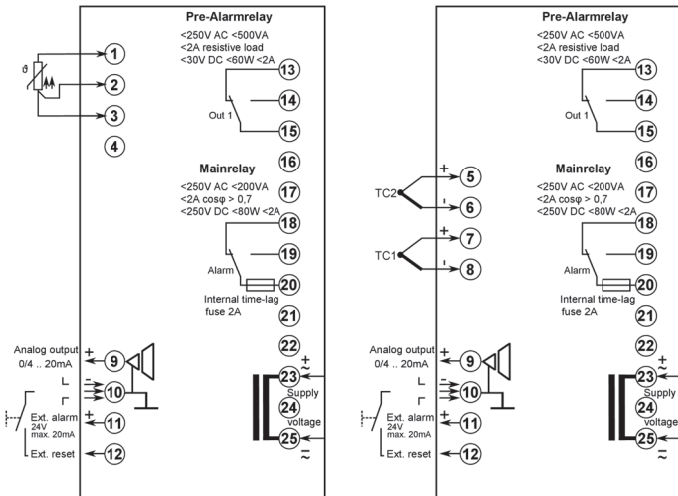 Pre-Alarmrelay
<250V AC <500VA
<2A resistive load
<30V DC <60W <2A
ϑ
1
2
3
4
13
14
Out 1
15
16
Mainrelay
17
<250V AC <200VA
<2A cosφ > 0,7
<250V DC <80W <2A
18
19
Alarm
20
Internal time-lag
fuse 2A
21
22
Analog output
0/4 .. 20mA
+
9
-
10
Ext. alarm
24V
max. 20mA
+
11
Ext. reset
12
+
~
23
Supply
24
voltage
25
-
~
Pre-Alarmrelay
<250V AC <500VA
<2A resistive load
<30V DC <60W <2A
13
14
Out 1
15
16
Mainrelay
17
<250V AC <200VA
<2A cosφ > 0,7
<250V DC <80W <2A
18
19
Alarm
20
Internal time-lag
fuse 2A
21
22
TC2
+
5
-
6
TC1
+
7
-
8
Analog output
0/4 .. 20mA
+
9
-
10
Ext. alarm
24V
max. 20mA
+
11
Ext. reset
12
+
~
23
Supply
24
voltage
25
-
~